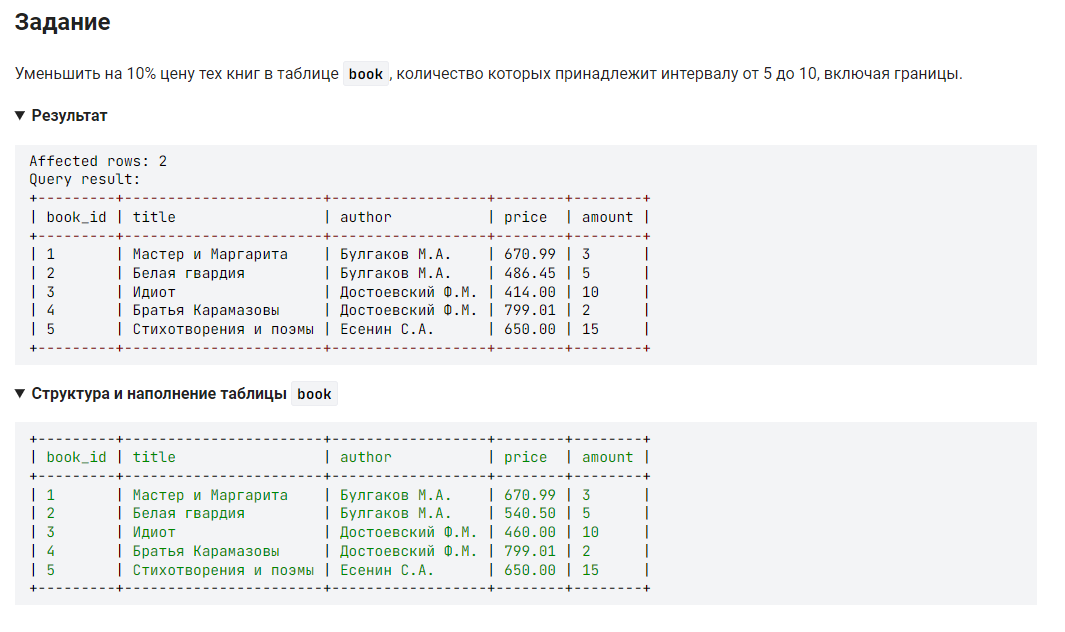 Задание
Уменьшить на 10% цену тех книг в таблице book , количество которых принадлежит интервалу от 5 до 10, включая границы.
▼ Результат
Affected rows: 2
Query result:
+---------+-----------------------+------------------+--------+--------+
| book_id | title                 | author           | price  | amount |
+---------+-----------------------+------------------+--------+--------+
| 1       | Мастер и Маргарита    | Булгаков М.А.    | 670.99 | 3      |
| 2       | Белая гвардия         | Булгаков М.А.    | 486.45 | 5      |
| 3       | Идиот                 | Достоевский Ф.М. | 414.00 | 10     |
| 4       | Братья Карамазовы     | Достоевский Ф.М. | 799.01 | 2      |
| 5       | Стихотворения и поэмы | Есенин С.А.      | 650.00 | 15     |
+---------+-----------------------+------------------+--------+--------+
▼ Структура и наполнение таблицы book
+---------+-----------------------+------------------+--------+--------+
| book_id | title                 | author           | price  | amount |
+---------+-----------------------+------------------+--------+--------+
| 1       | Мастер и Маргарита    | Булгаков М.А.    | 670.99 | 3      |
| 2       | Белая гвардия         | Булгаков М.А.    | 540.50 | 5      |
| 3       | Идиот                 | Достоевский Ф.М. | 460.00 | 10     |
| 4       | Братья Карамазовы     | Достоевский Ф.М. | 799.01 | 2      |
| 5       | Стихотворения и поэмы | Есенин С.А.      | 650.00 | 15     |
+---------+-----------------------+------------------+--------+--------+